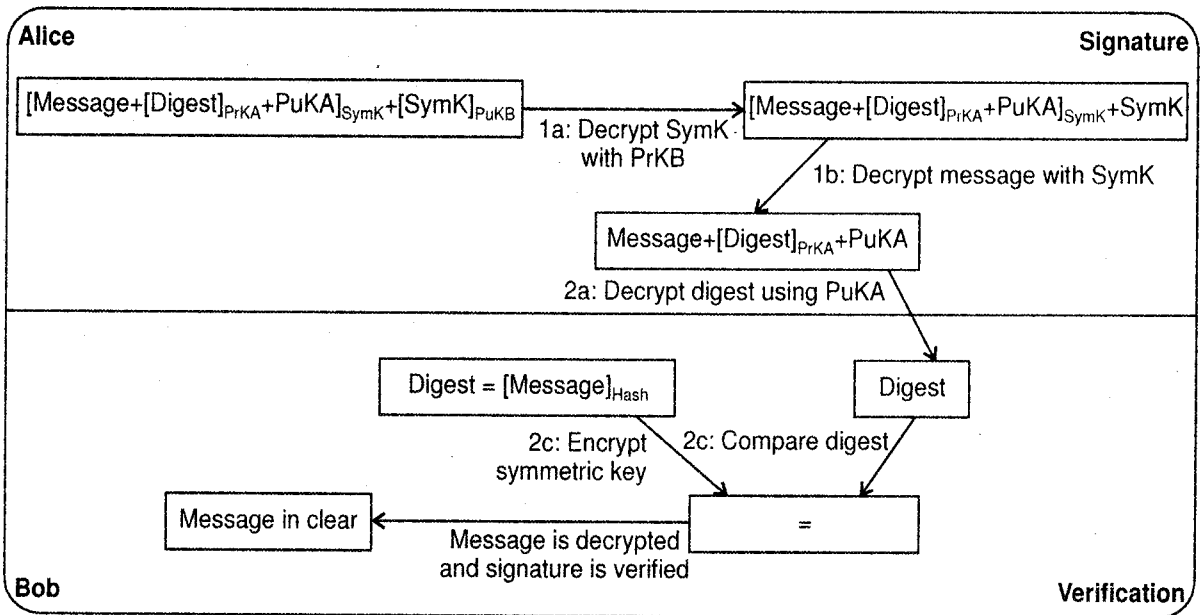 Alice
Signature
[Message+[Digest]PrKA+PuKA]SymK+[SymK]PuKB
[Message+[Digest]PrKA+PuKA]SymK+SymK
1a: Decrypt SymK
with PrKB
1b: Decrypt message with SymK
Message+[Digest]PrKA+PuKA
2a: Decrypt digest using PuKA
Digest = [Message]Hash
Digest
2c: Encrypt
symmetric key
2c: Compare digest
Message in clear
=
Message is decrypted
and signature is verified
Bob
Verification